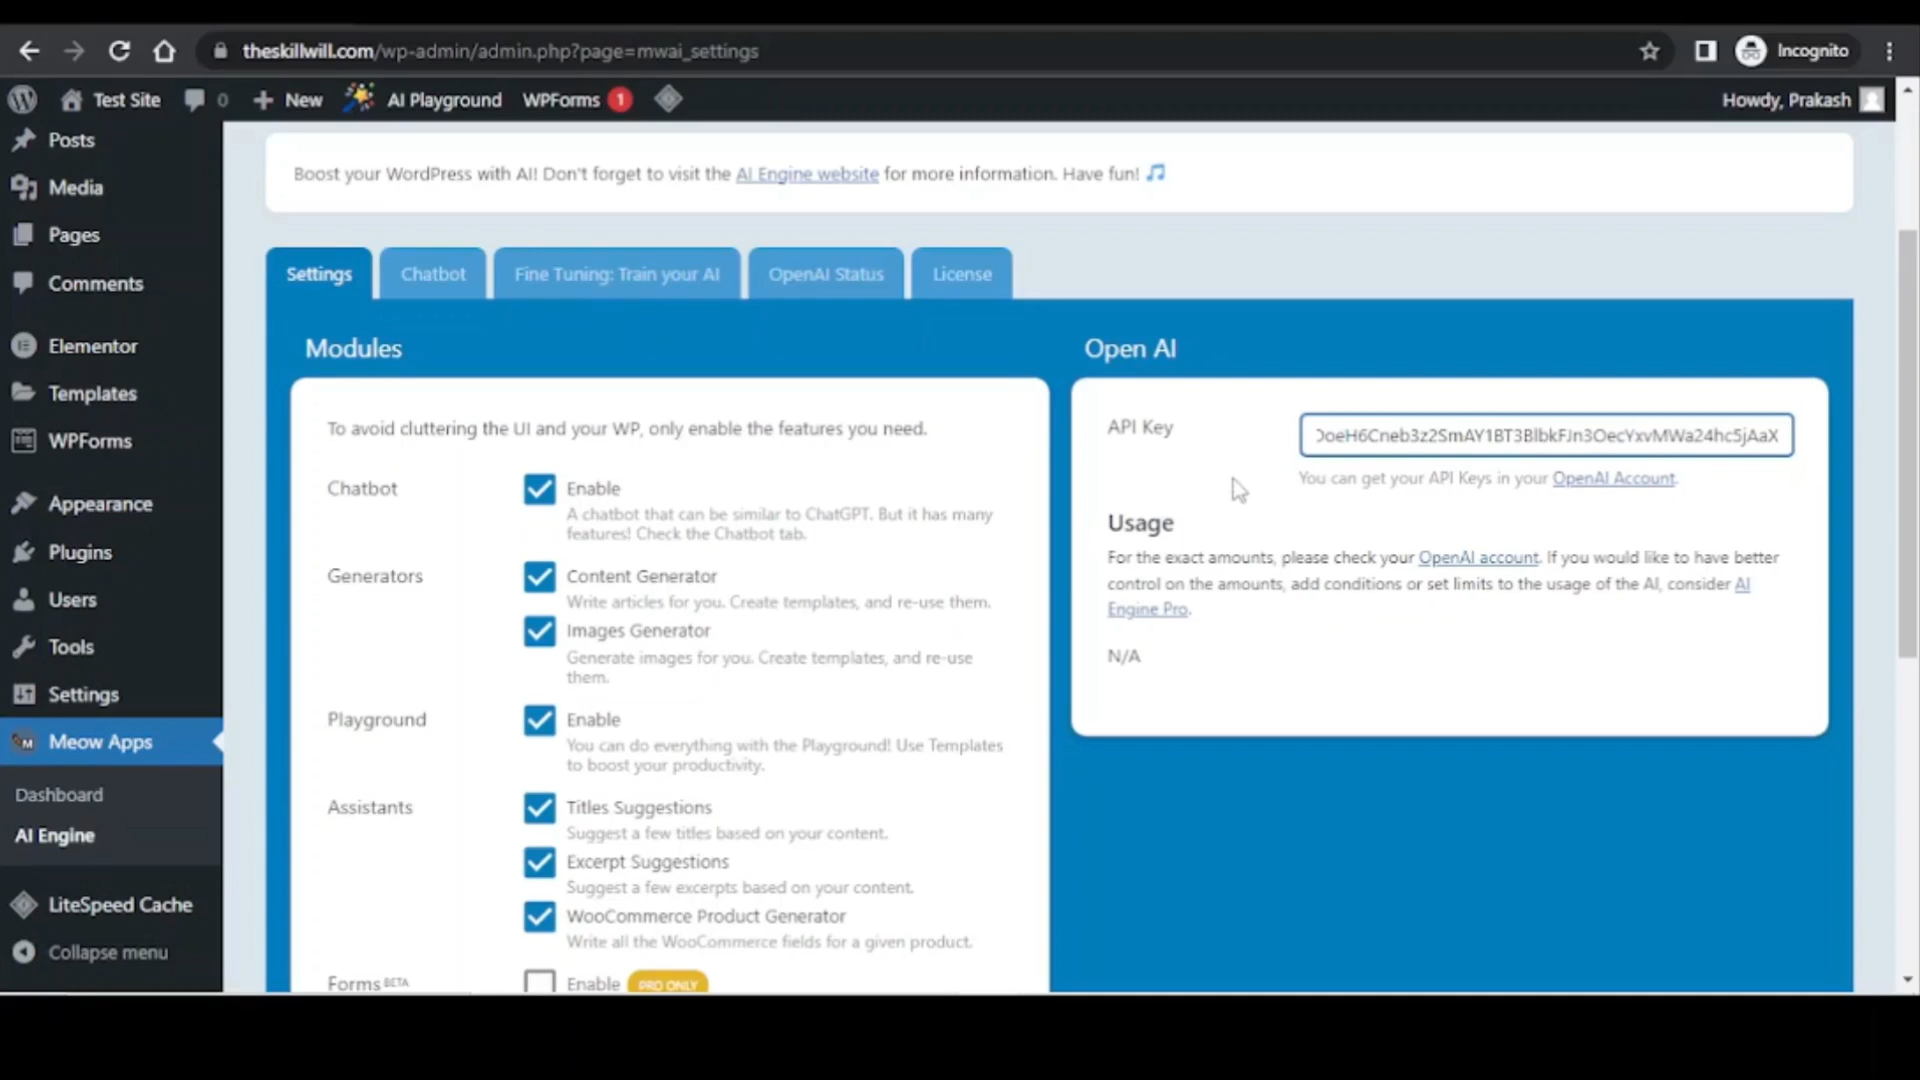 theskillwill.com/wp-admin/admin.php?page=mwai_settings
Incognito
Test Site
0
New
AI Playground
WPForms
1
Howdy, Prakash
Posts
Media
Pages
Comments
Elementor
Templates
WPForms
Appearance
Plugins
Users
Tools
Settings
Meow Apps
Dashboard
AI Engine
LiteSpeed Cache
Collapse menu
Boost your WordPress with AI! Don't forget to visit the AI Engine website for more information. Have fun! 🎵
Settings
Chatbot
Fine Tuning: Train your AI
OpenAI Status
License
Modules
To avoid cluttering the UI and your WP, only enable the features you need.
Chatbot
Enable
A chatbot that can be similar to ChatGPT. But it has many
features! Check the Chatbot tab.
Generators
Content Generator
Write articles for you. Create templates, and re-use them.
Images Generator
Generate images for you. Create templates, and re-use
them.
Playground
Enable
You can do everything with the Playground! Use Templates
to boost your productivity.
Assistants
Titles Suggestions
Suggest a few titles based on your content.
Excerpt Suggestions
Suggest a few excerpts based on your content.
WooCommerce Product Generator
Write all the WooCommerce fields for a given product.
Forms BETA
Enable
PRO ONLY
Open AI
API Key
You can get your API Keys in your OpenAI Account.
Usage
For the exact amounts, please check your OpenAI account. If you would like to have better
control on the amounts, add conditions or set limits to the usage of the AI, consider AI
Engine Pro.
N/A